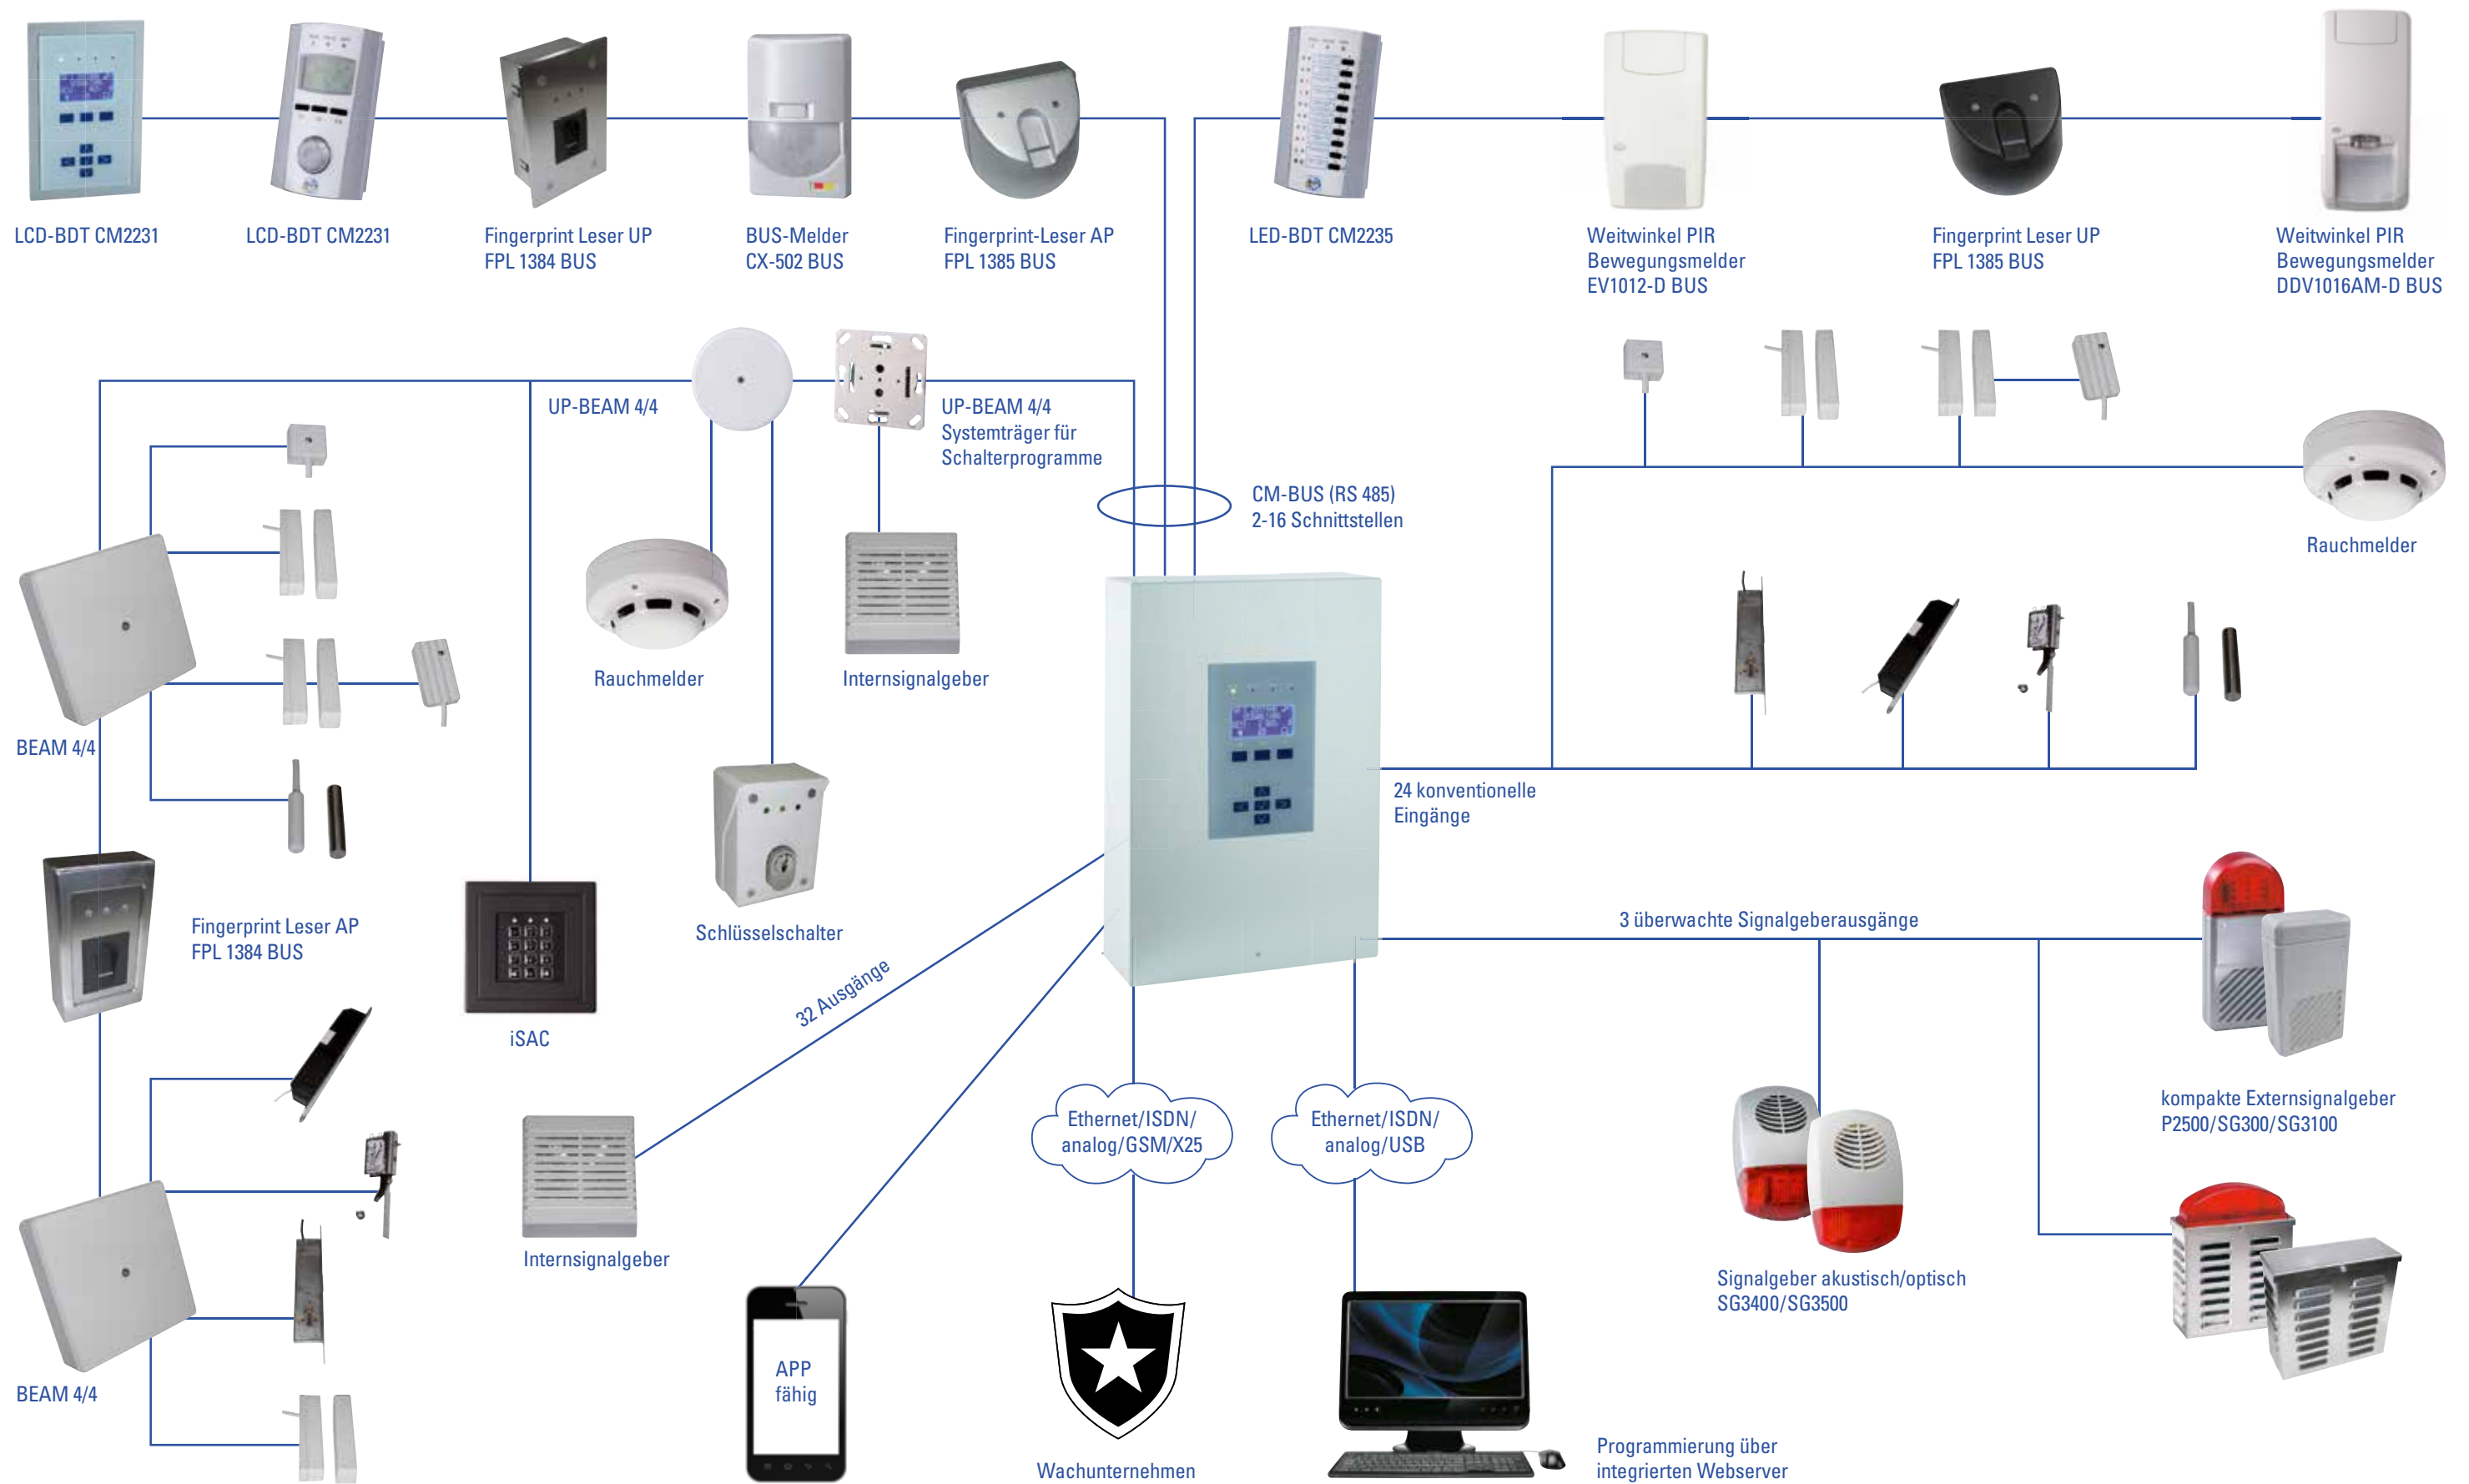 LCD-BDT CM2231
LCD-BDT CM2231
Fingerprint Leser UP
FPL 1384 BUS
BUS-Melder
CX-502 BUS
Fingerprint-Leser AP
FPL 1385 BUS
LED-BDT CM2235
Weitwinkel PIR
Bewegungsmelder
EV1012-D BUS
Fingerprint Leser UP
FPL 1385 BUS
Weitwinkel PIR
Bewegungsmelder
DDV1016AM-D BUS
UP-BEAM 4/4
UP-BEAM 4/4
Systemträger für
Schalterprogramme
CM-BUS (RS 485)
2-16 Schnittstellen
Rauchmelder
Rauchmelder
Internsignalgeber
BEAM 4/4
24 konventionelle
Eingänge
Fingerprint Leser AP
FPL 1384 BUS
Schlüsselschalter
3 überwachte Signalgeberausgänge
32 Ausgänge
iSAC
Ethernet/ISDN/
analog/GSM/X25
Ethernet/ISDN/
analog/USB
kompakte Externsignalgeber
P2500/SG300/SG3100
Internsignalgeber
Signalgeber akustisch/optisch
SG3400/SG3500
APP
fähig
BEAM 4/4
Wachunternehmen
Programmierung über
integrierten Webserver